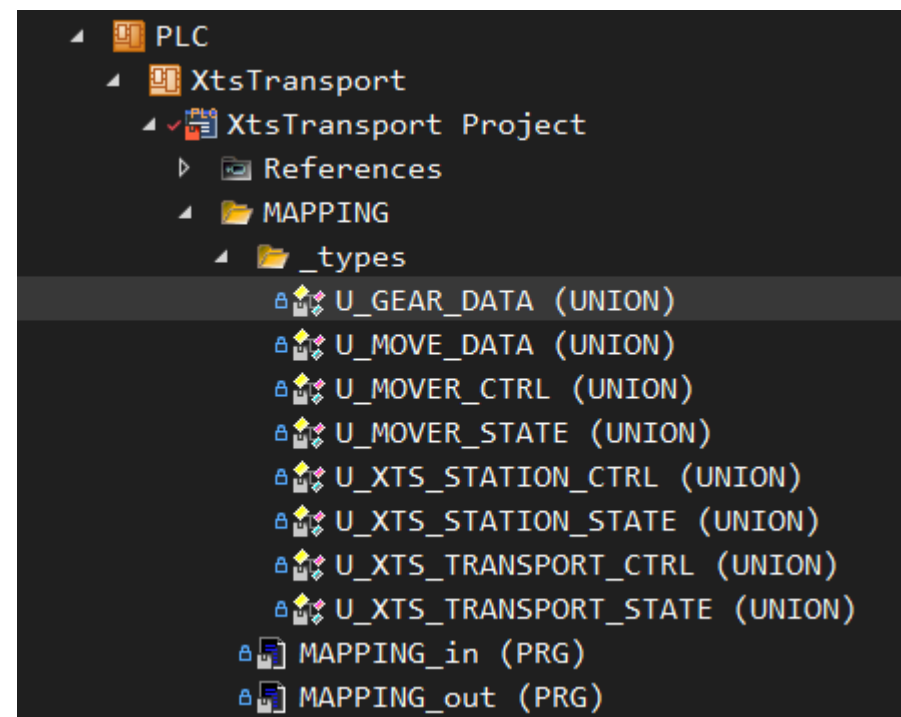 PLC
XtsTransport
XtsTransport Project
References
MAPPING
_types
U_GEAR_DATA (UNION)
U_MOVE_DATA (UNION)
U_MOVER_CTRL (UNION)
U_MOVER_STATE (UNION)
U_XTS_STATION_CTRL (UNION)
U_XTS_STATION_STATE (UNION)
U_XTS_TRANSPORT_CTRL (UNION)
U_XTS_TRANSPORT_STATE (UNION)
MAPPING_in (PRG)
MAPPING_out (PRG)